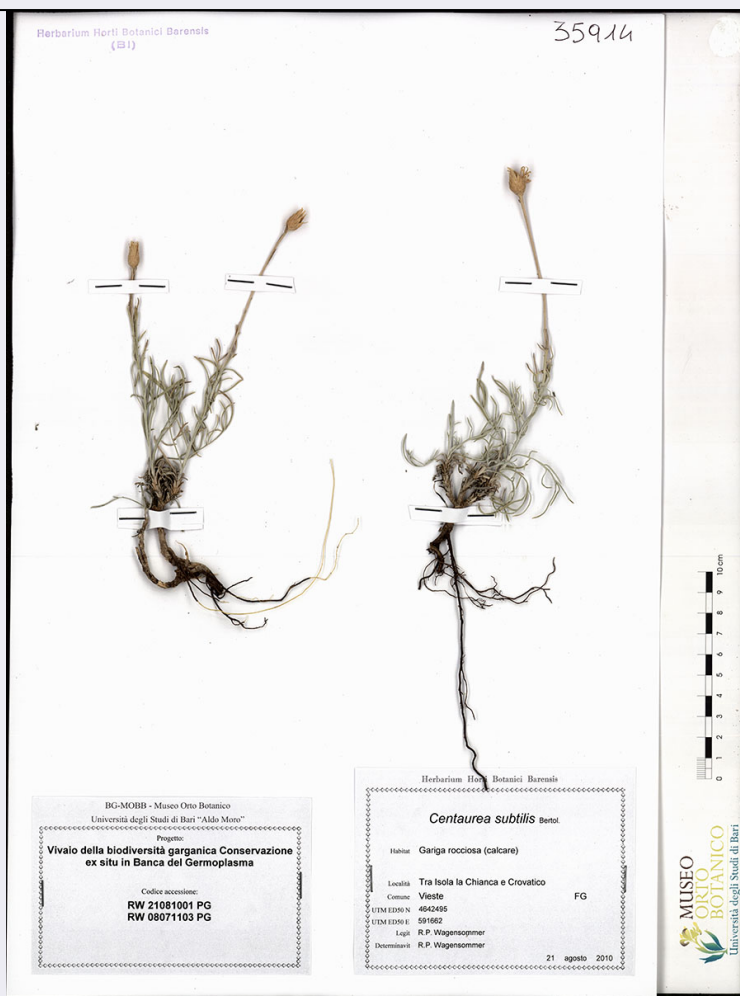 Herbarium Horti Botanici Barensis
(BI)
35914
BG-MOBB - Museo Orto Botanico
Università degli Studi di Bari “Aldo Moro”
Progetto:
Vivaio della biodiversità garganica Conservazione
ex situ in Banca del Germoplasma
Codice accessione:
RW 21081001 PG
RW 08071103 PG
Herbarium Horti Botanici Barensis
Centaurea subtilis Bertol.
Habitat Gariga rocciosa (calcare)
Località Tra Isola la Chianca e Crovatico
Comune Vieste FG
UTM ED50 N 4642495
UTM ED50 E 591662
Legit R.P. Wagensommer
Determinavit R.P. Wagensommer
21 agosto 2010
0 1 2 3 4 5 6 7 8 9 10 cm
MUSEO
ORTO
BOTANICO
Università degli Studi di Bari